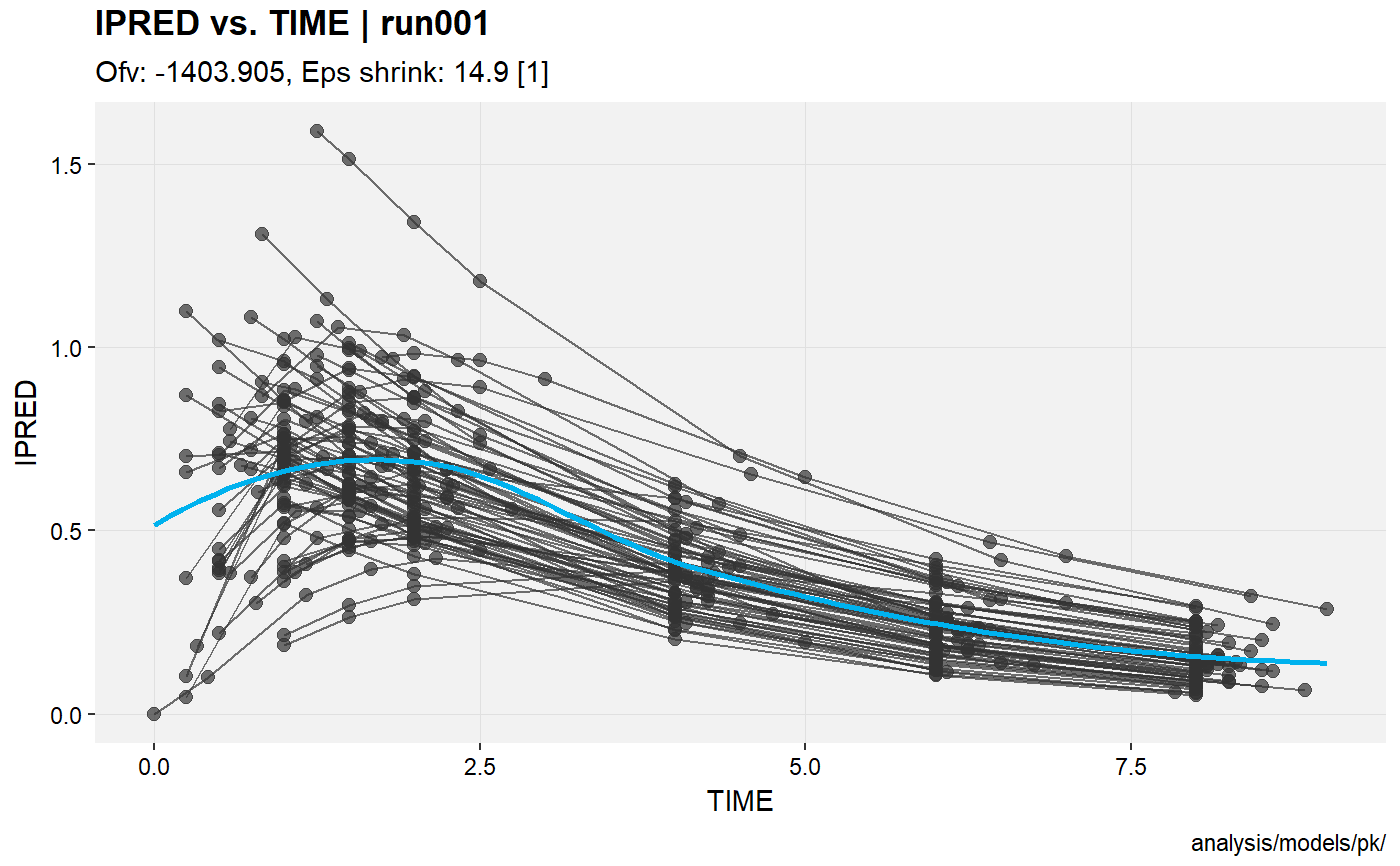 IPRED vs. TIME | run001
Ofv: -1403.905, Eps shrink: 14.9 [1]
1.5
1.0
0.5
0.0
IPRED
0.0 2.5 5.0 7.5
TIME
analysis/models/pk/